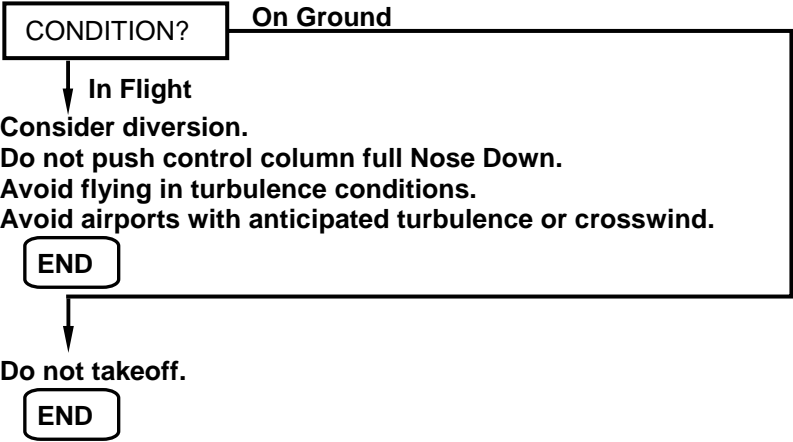 CONDITION?
On Ground
In Flight
Consider diversion.
Do not push control column full Nose Down.
Avoid flying in turbulence conditions.
Avoid airports with anticipated turbulence or crosswind.
END
Do not takeoff.
END